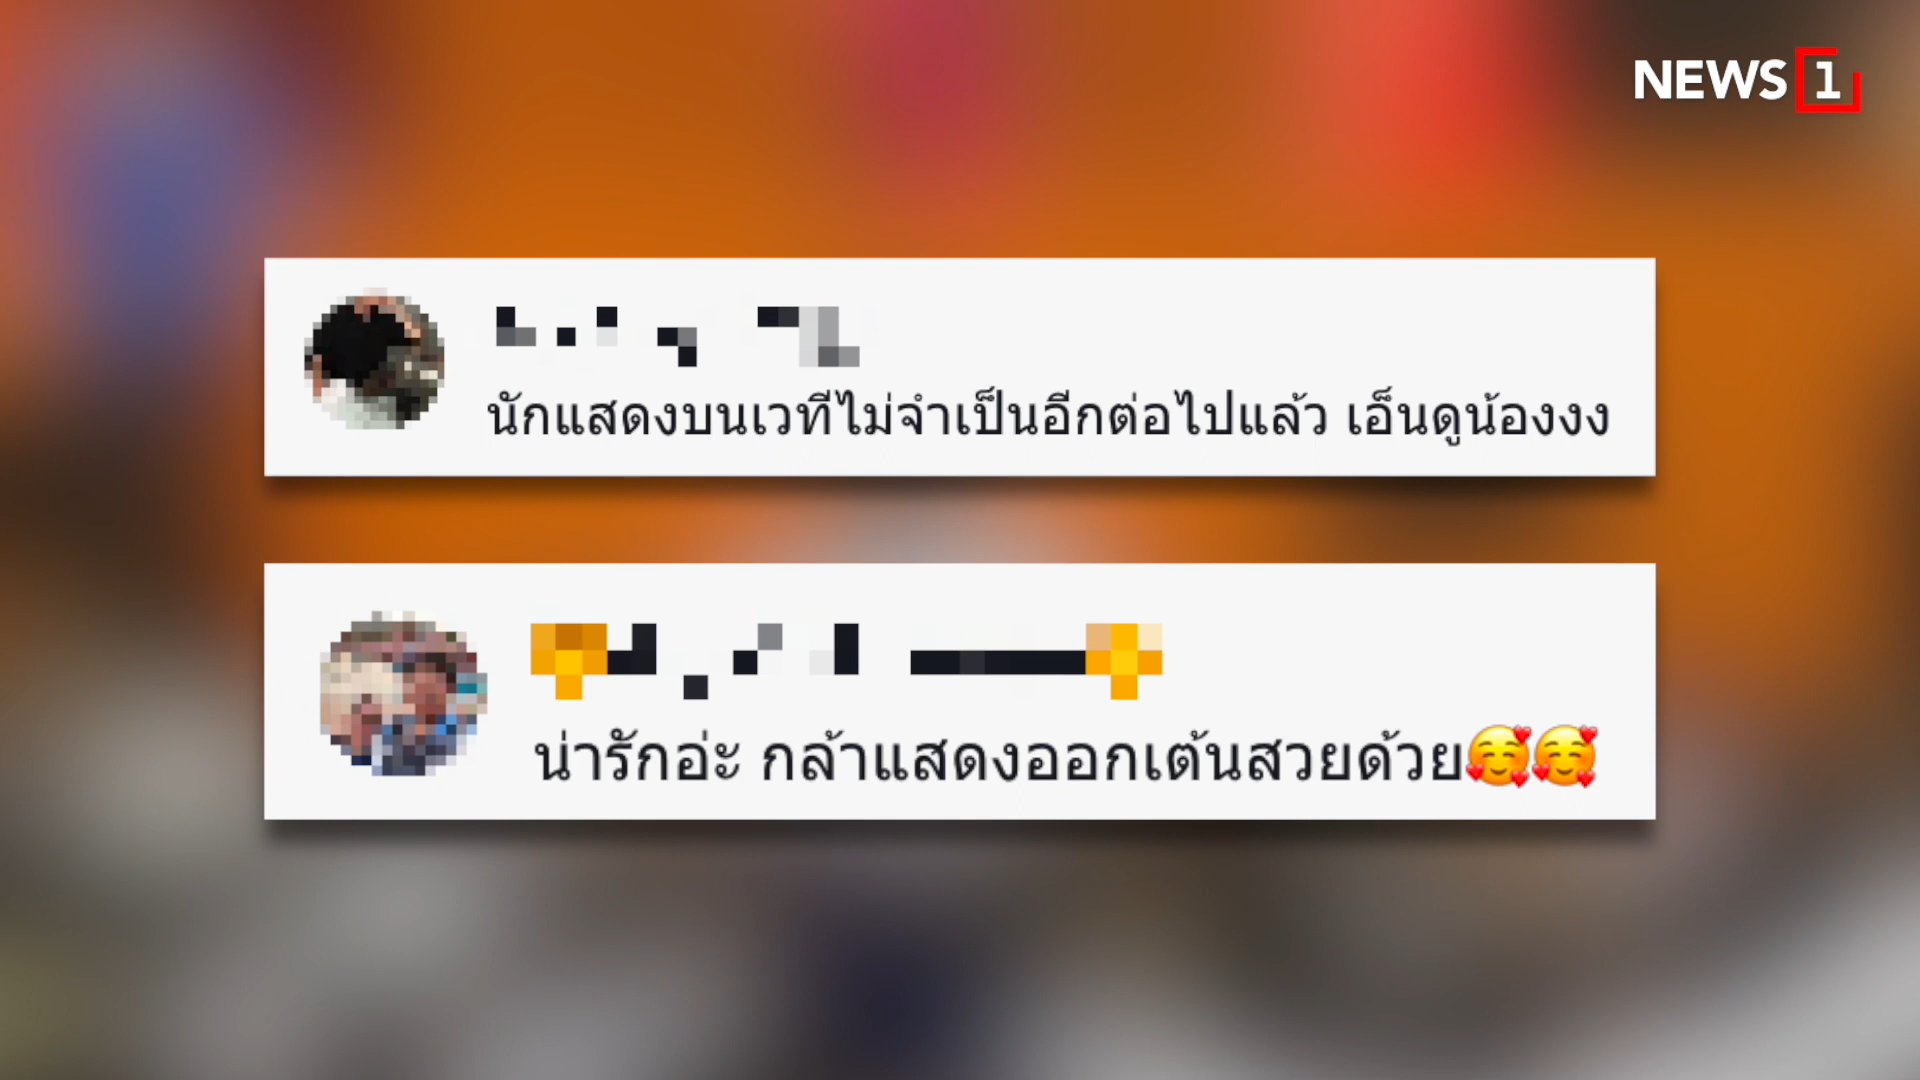 NEWS 1
นักแสดงบนเวทีไม่จำเป็นอีกต่อไปแล้ว เอ็นดูน้องงง
น่ารักอ่ะ กล้าแสดงออกเต้นสวยด้วย🥰🥰